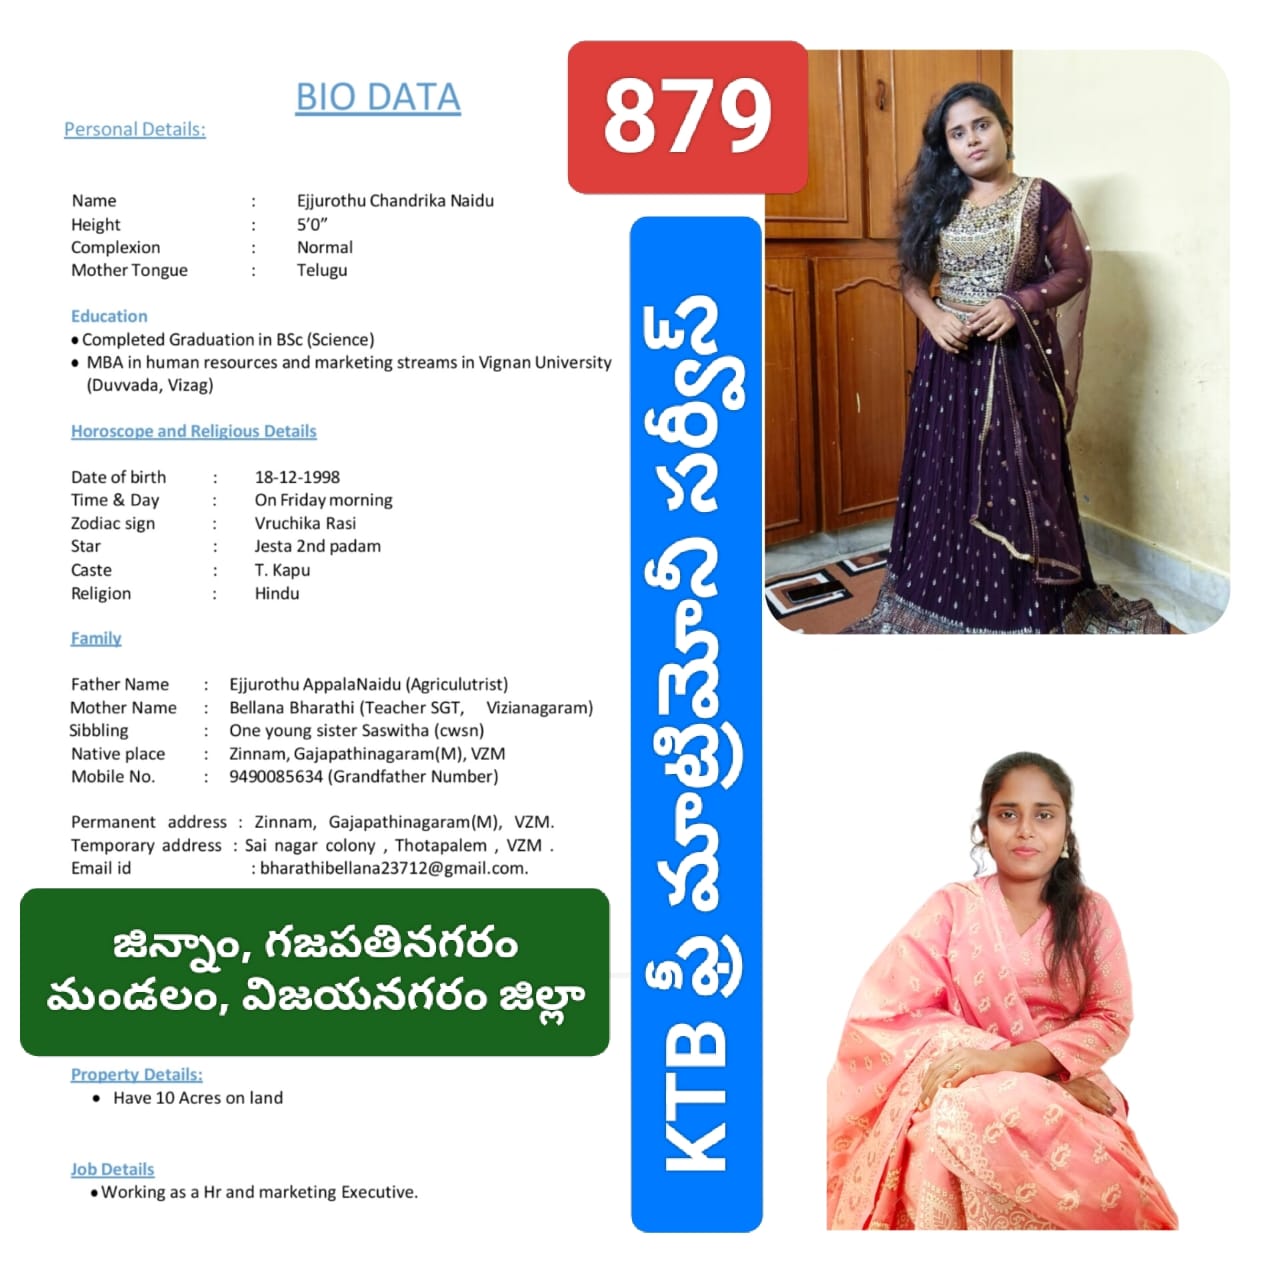 BIO DATA
Personal Details:
Name : Ejjurothu Chandrika Naidu
Height : 5’0”
Complexion : Normal
Mother Tongue : Telugu
Education
• Completed Graduation in BSc (Science)
• MBA in human resources and marketing streams in Vignan University
(Duvvada, Vizag)
Horoscope and Religious Details
Date of birth : 18-12-1998
Time & Day : On Friday morning
Zodiac sign : Vruchika Rasi
Star : Jesta 2nd padam
Caste : T. Kapu
Religion : Hindu
Family
Father Name : Ejjurothu AppalaNaidu (Agriculutrist)
Mother Name : Bellana Bharathi (Teacher SGT, Vizianagaram)
Sibbling : One young sister Saswitha (cwsn)
Native place : Zinnam, Gajapathinagaram(M), VZM
Mobile No. : 9490085634 (Grandfather Number)
Permanent address : Zinnam, Gajapathinagaram(M), VZM.
Temporary address : Sai nagar colony , Thotapalem , VZM .
Email id : bharathibellana23712@gmail.com.
జిన్నాం, గజపతినగరం
మండలం, విజయనగరం జిల్లా
Property Details:
• Have 10 Acres on land
Job Details
• Working as a Hr and marketing Executive.
879
KTB ఫ్రీ మాట్రిమోనీ సర్వీస్